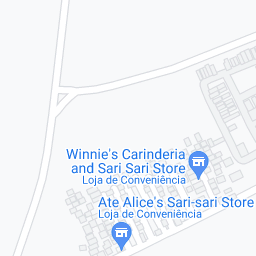 Winnie's Carinderia
and Sari Sari Store
Loja de Conveniência
Ate Alice's Sari-sari Store
Loja de Conveniência